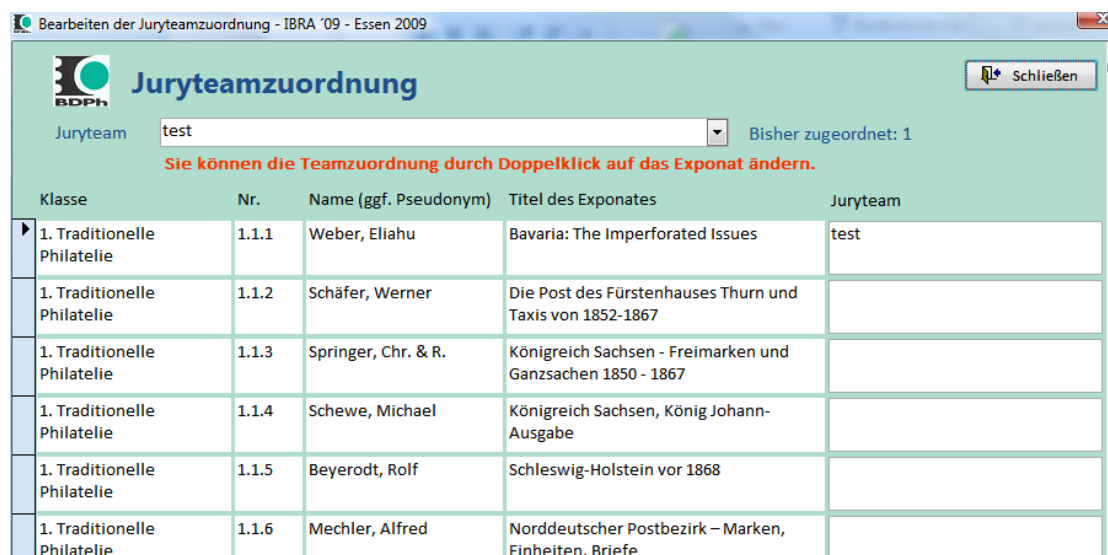 Bearbeiten der Juryteamzuordnung - IBRA ´09 - Essen 2009
BDPh
Juryteamzuordnung
Schließen
Juryteam test Bisher zugeordnet: 1
Sie können die Teamzuordnung durch Doppelklick auf das Exponat ändern.
Klasse Nr. Name (ggf. Pseudonym) Titel des Exponates Juryteam
1. Traditionelle 1.1.1 Weber, Eliahu Bavaria: The Imperforated Issues test
Philatelie
1. Traditionelle 1.1.2 Schäfer, Werner Die Post des Fürstenhauses Thurn und
Philatelie Taxis von 1852-1867
1. Traditionelle 1.1.3 Springer, Chr. & R. Königreich Sachsen - Freimarken und
Philatelie Ganzsachen 1850 - 1867
1. Traditionelle 1.1.4 Schewe, Michael Königreich Sachsen, König Johann-
Philatelie Ausgabe
1. Traditionelle 1.1.5 Beyerodt, Rolf Schleswig-Holstein vor 1868
Philatelie
1. Traditionelle 1.1.6 Mechler, Alfred Norddeutscher Postbezirk – Marken,
Philatelie Einheiten, Briefe